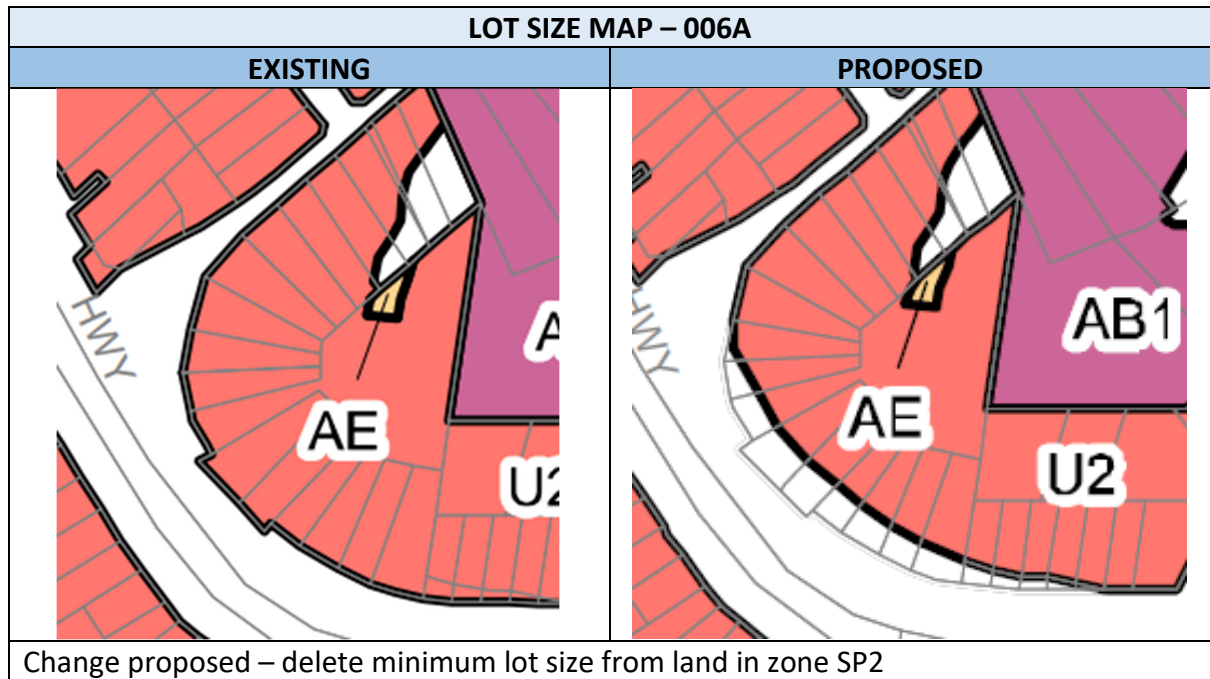 LOT SIZE MAP – 006A
EXISTING
PROPOSED
HWY
A
AE
U2
HWY
AB1
AE
U2
Change proposed – delete minimum lot size from land in zone SP2